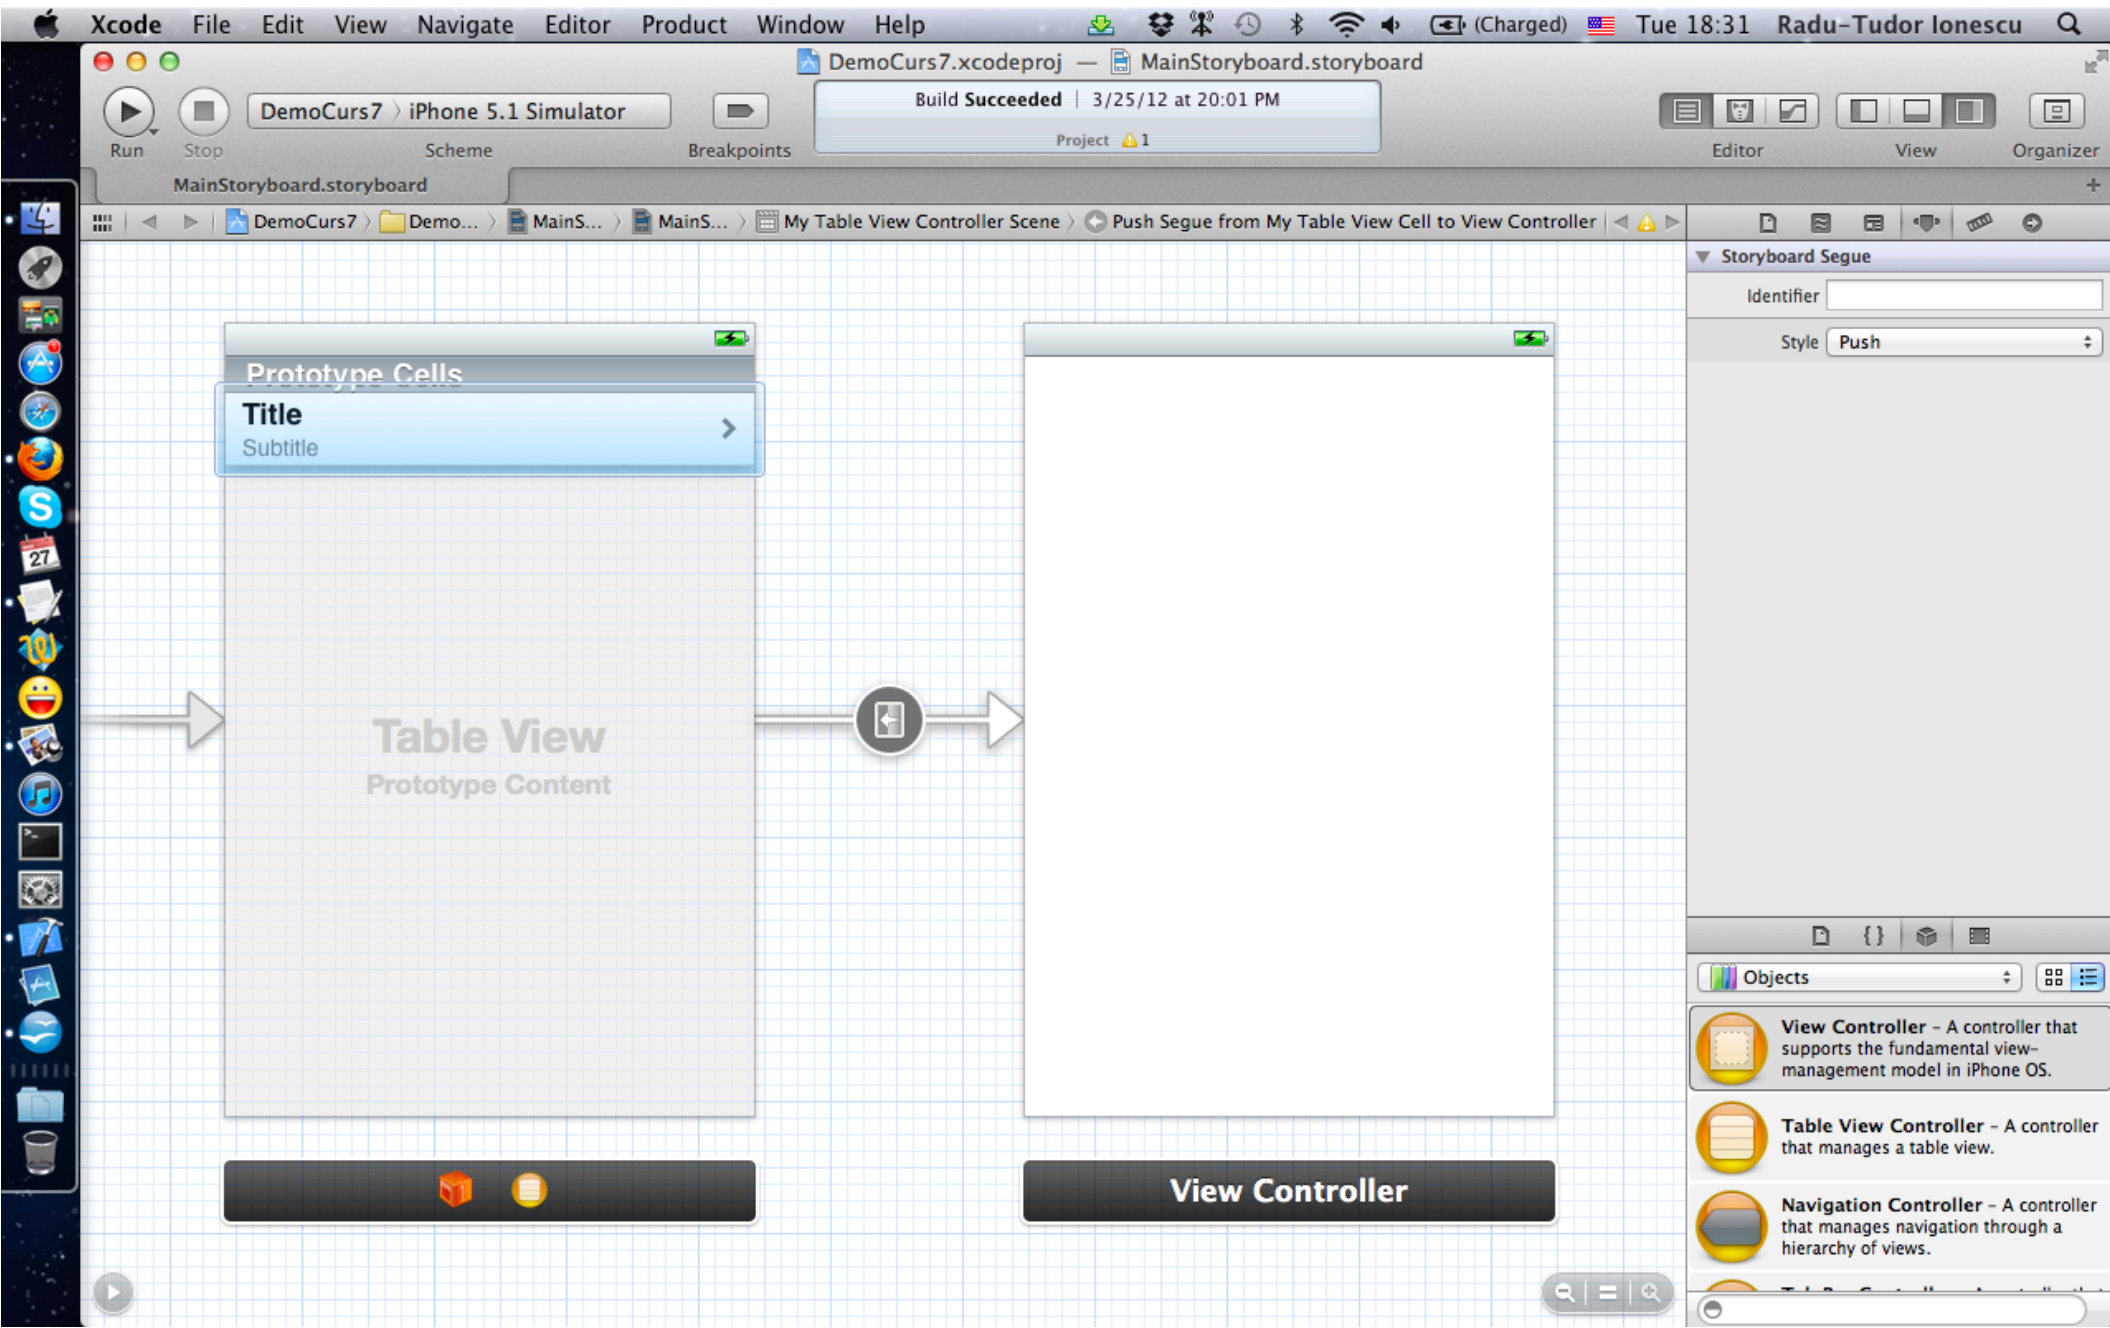 Xcode File Edit View Navigate Editor Product Window Help (Charged) Tue 18:31 Radu-Tudor Ionescu
DemoCurs7.xcodeproj — MainStoryboard.storyboard
DemoCurs7 iPhone 5.1 Simulator
Build Succeeded | 3/25/12 at 20:01 PM
Project 1
Run Stop Scheme Breakpoints Editor View Organizer
MainStoryboard.storyboard
DemoCurs7 Demo... MainS... MainS... My Table View Controller Scene Push Segue from My Table View Cell to View Controller
Storyboard Segue
Identifier
Style Push
Prototype Cells
Title
Subtitle
27
Table View
Prototype Content
View Controller
Objects
View Controller – A controller that
supports the fundamental view-
management model in iPhone OS.
Table View Controller – A controller
that manages a table view.
Navigation Controller – A controller
that manages navigation through a
hierarchy of views.